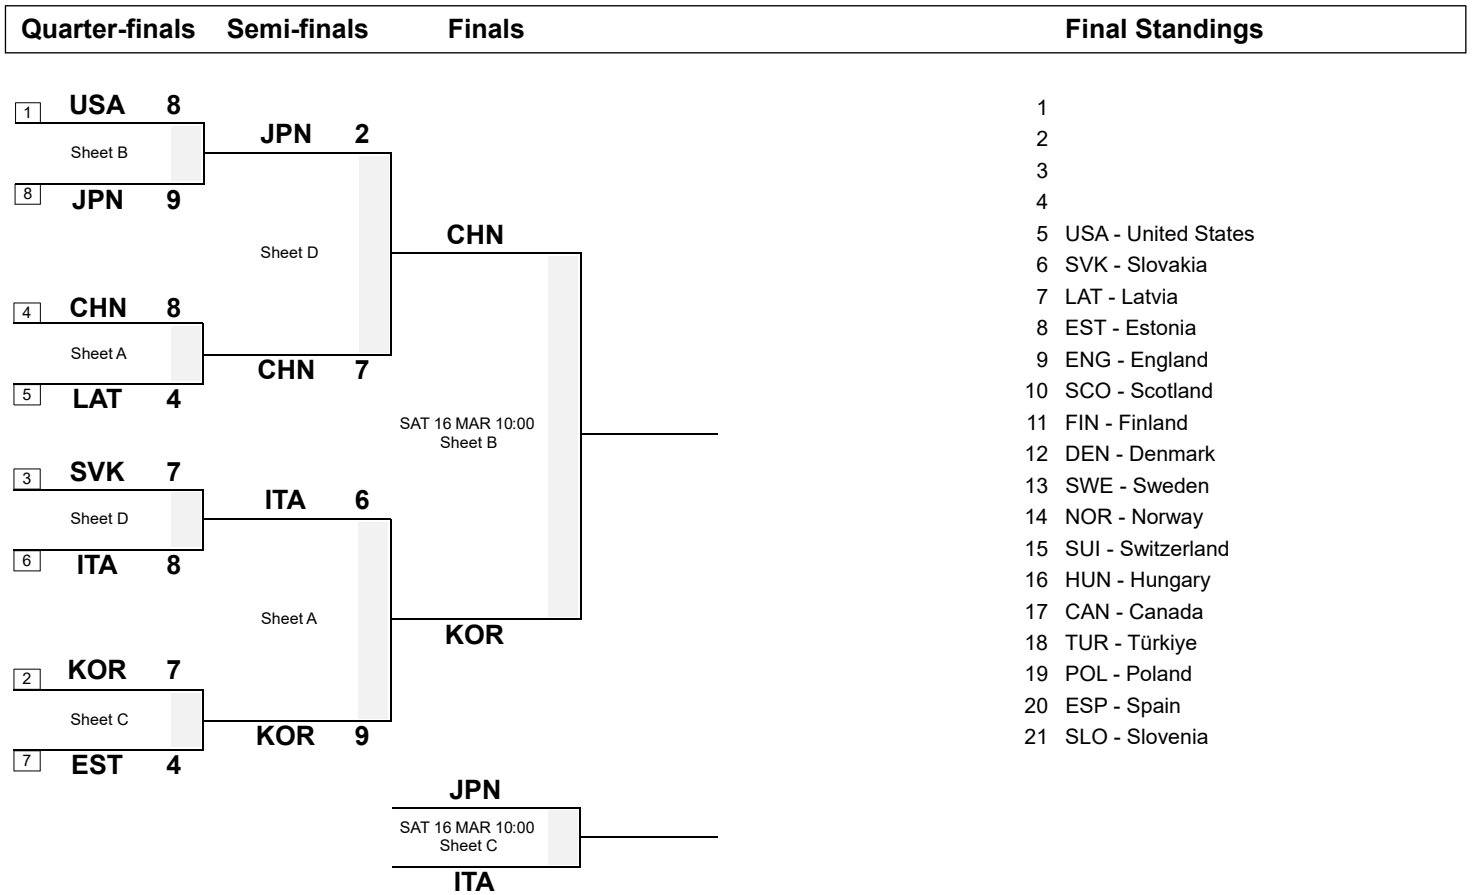 Quarter-finals Semi-finals Finals Final Standings
1 USA 8
Sheet B
8 JPN 9
4 CHN 8
Sheet A
5 LAT 4
3 SVK 7
Sheet D
6 ITA 8
2 KOR 7
Sheet C
7 EST 4
JPN 2
Sheet D
CHN 7
ITA 6
Sheet A
KOR 9
CHN
SAT 16 MAR 10:00
Sheet B
KOR
JPN
SAT 16 MAR 10:00
Sheet C
ITA
1
2
3
4
5 USA - United States
6 SVK - Slovakia
7 LAT - Latvia
8 EST - Estonia
9 ENG - England
10 SCO - Scotland
11 FIN - Finland
12 DEN - Denmark
13 SWE - Sweden
14 NOR - Norway
15 SUI - Switzerland
16 HUN - Hungary
17 CAN - Canada
18 TUR - Türkiye
19 POL - Poland
20 ESP - Spain
21 SLO - Slovenia